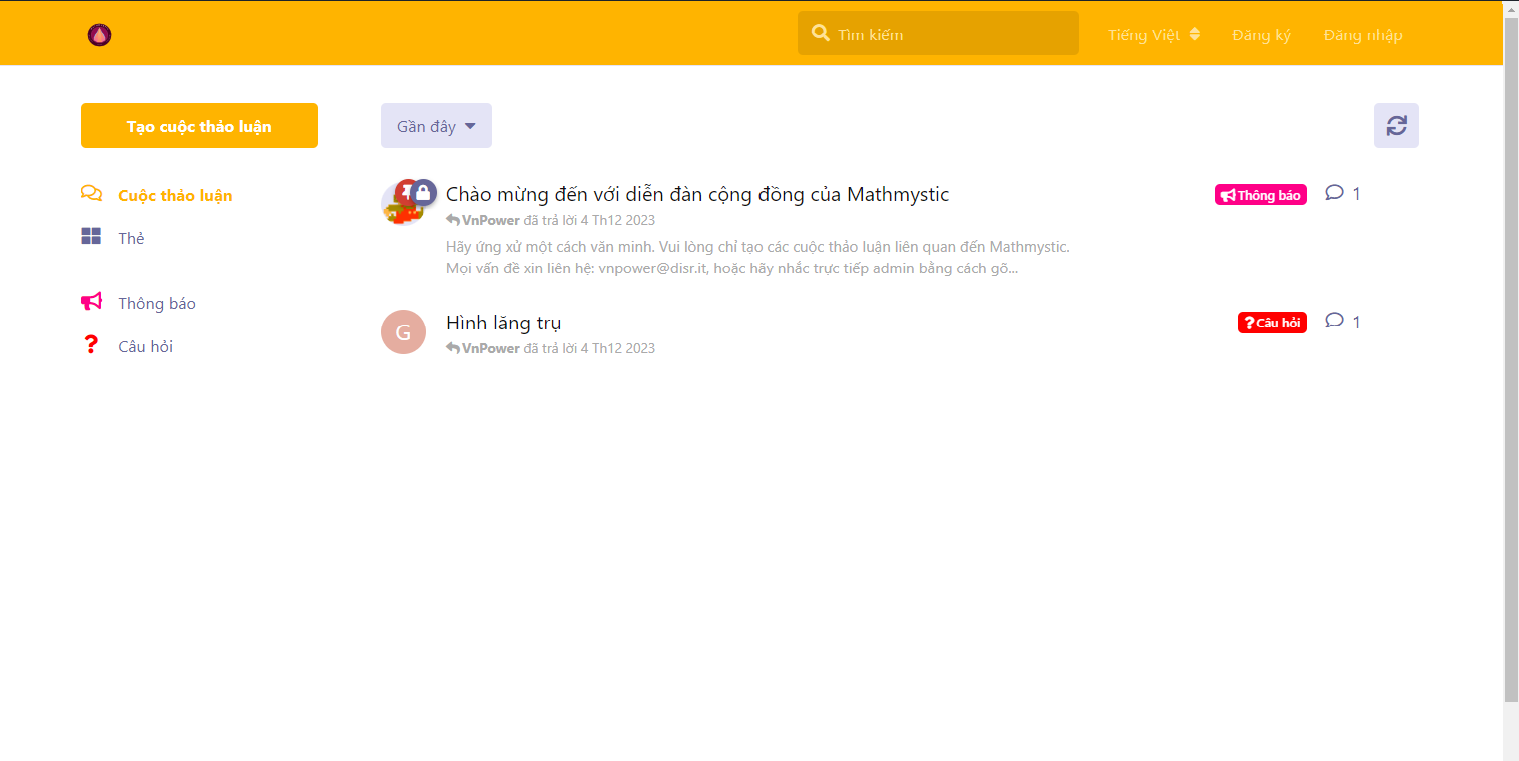 Tìm kiếm
Tiếng Việt
Đăng ký
Đăng nhập
Tạo cuộc thảo luận
Gần đây
Cuộc thảo luận
Thẻ
Thông báo
Câu hỏi
Chào mừng đến với diễn đàn cộng đồng của Mathmystic
Thông báo
1
VnPower đã trả lời 4 Th12 2023
Hãy ứng xử một cách văn minh. Vui lòng chỉ tạo các cuộc thảo luận liên quan đến Mathmystic.
Mọi vấn đề xin liên hệ: vnpower@disr.it, hoặc hãy nhắc trực tiếp admin bằng cách gõ...
G
Hình lăng trụ
Câu hỏi
1
VnPower đã trả lời 4 Th12 2023